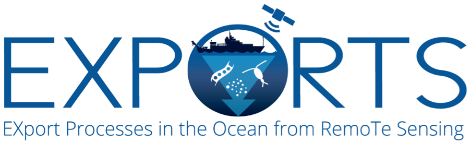 EXPORTS
EXport Processes in the Ocean from RemoTe Sensing